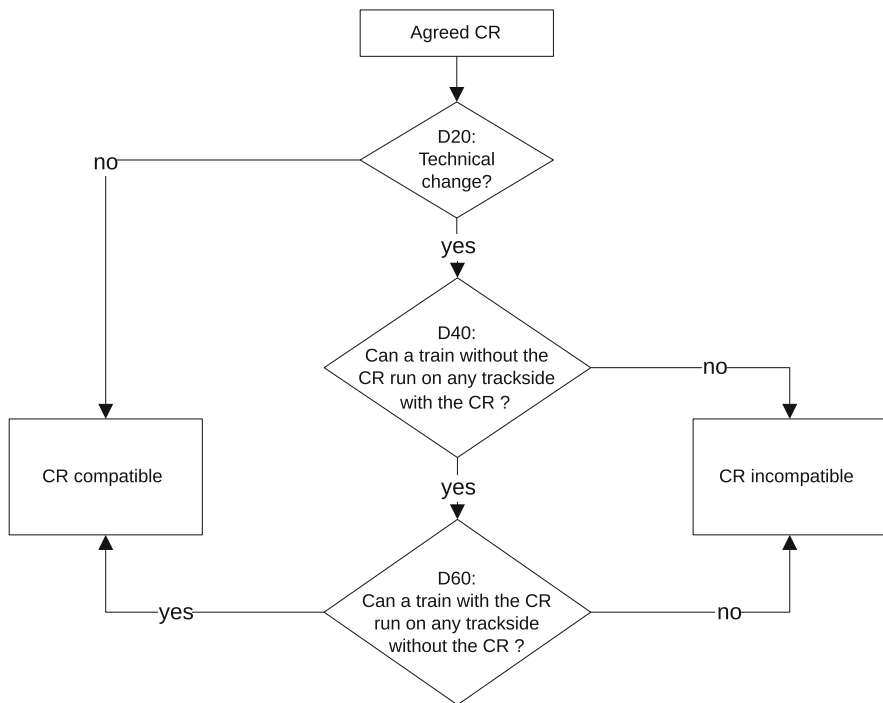 Agreed CR
D20:
Technical
change?
no
yes
D40:
Can a train without the
CR run on any trackside
with the CR ?
no
CR compatible
CR incompatible
yes
D60:
Can a train with the CR
run on any trackside
without the CR ?
yes
no